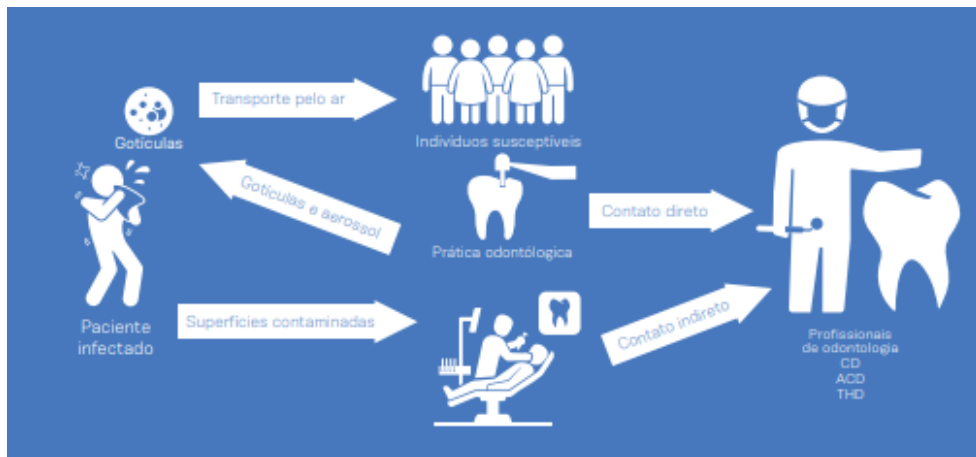 Transporte pelo ar
Gotículas
Indivíduos susceptíveis
Gotículas e aerossol
Contato direto
Prática odontólogica
Superfícies contaminadas
Contato indireto
Paciente
infectado
Profissionais
de odontologia
CD
ACD
THD